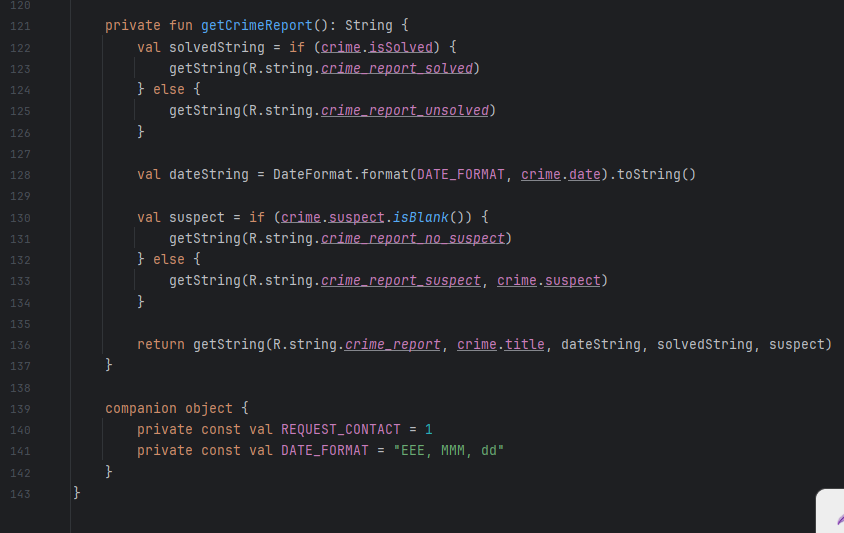 120
121 private fun getCrimeReport(): String {
122 val solvedString = if (crime.isSolved) {
123 getString(R.string.crime_report_solved)
124 } else {
125 getString(R.string.crime_report_unsolved)
126 }
127
128 val dateString = DateFormat.format(DATE_FORMAT, crime.date).toString()
129
130 val suspect = if (crime.suspect.isBlank()) {
131 getString(R.string.crime_report_no_suspect)
132 } else {
133 getString(R.string.crime_report_suspect, crime.suspect)
134 }
135
136 return getString(R.string.crime_report, crime.title, dateString, solvedString, suspect)
137 }
138
139 companion object {
140 private const val REQUEST_CONTACT = 1
141 private const val DATE_FORMAT = "EEE, MMM, dd"
142 }
143 }